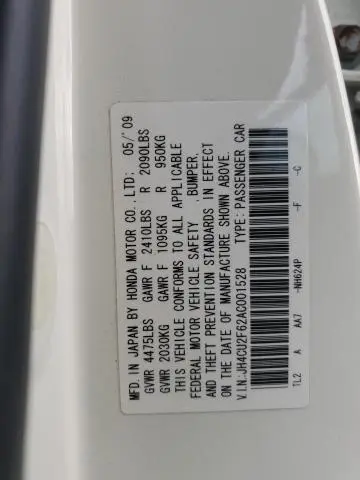 MFD. IN JAPAN BY HONDA MOTOR CO., LTD: 05/'09
GVWR 4475LBS GAWR F 2410LBS R 2090LBS
GVWR 2030KG GAWR F 1095KG R 950KG
THIS VEHICLE CONFORMS TO ALL APPLICABLE
FEDERAL MOTOR VEHICLE SAFETY , BUMPER,
AND THEFT PREVENTION STANDARDS IN EFFECT
ON THE DATE OF MANUFACTURE SHOWN ABOVE.
V.I.N:JH4CU2F62AC001528 TYPE:PASSENGER CAR
TL2 A AA7 -NH624P -F -C